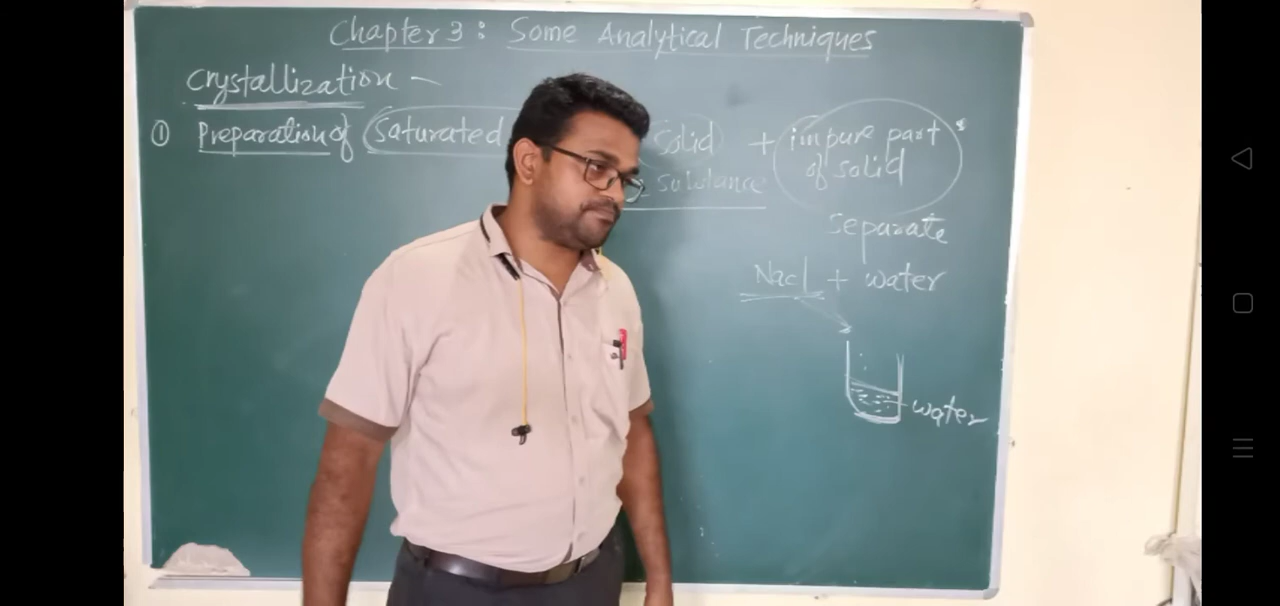 Chapter 3 : Some Analytical Techniques
Crystallization -
① Preparation of Saturated
Solid + impure part
substance of solid
separate
Nacl + water
water